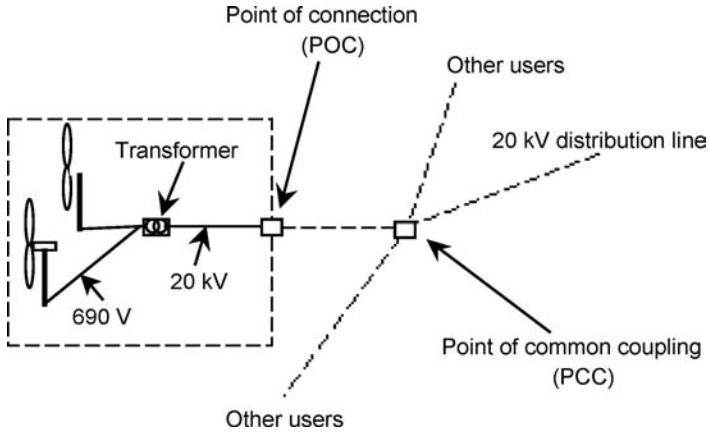 Point of connection
(POC)
Other users
20 kV distribution line
Transformer
20 kV
690 V
Point of common coupling
(PCC)
Other users